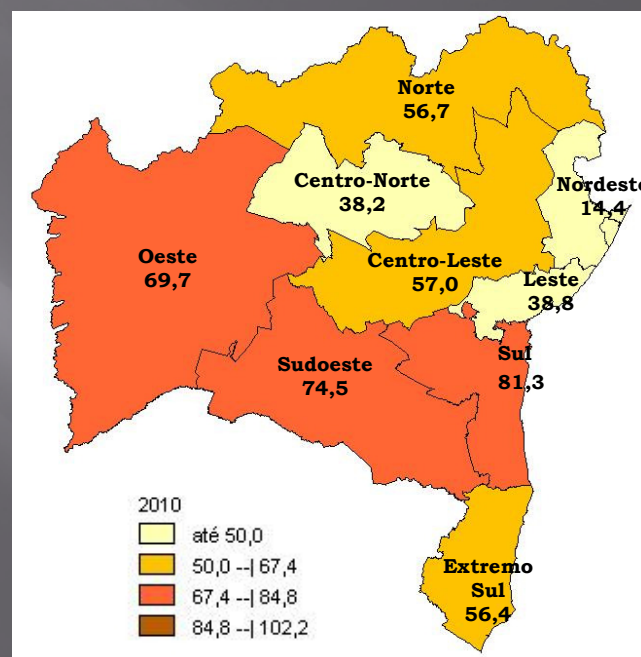 Norte
56,7
Centro-Norte
38,2
Nordeste
14,4
Oeste
69,7
Centro-Leste
57,0
Leste
38,8
Sudoeste
74,5
Sul
81,3
Extremo
Sul
56,4
2010
até 50,0
50,0 --| 67,4
67,4 --| 84,8
84,8 --| 102,2